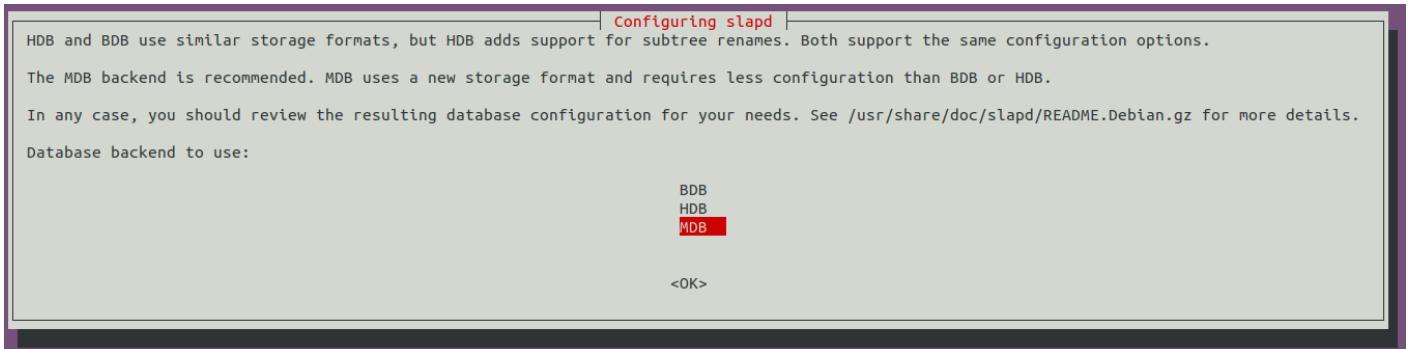 Configuring slapd
HDB and BDB use similar storage formats, but HDB adds support for subtree renames. Both support the same configuration options.
The MDB backend is recommended. MDB uses a new storage format and requires less configuration than BDB or HDB.
In any case, you should review the resulting database configuration for your needs. See /usr/share/doc/slapd/README.Debian.gz for more details.
Database backend to use:
BDB
HDB
MDB
<OK>